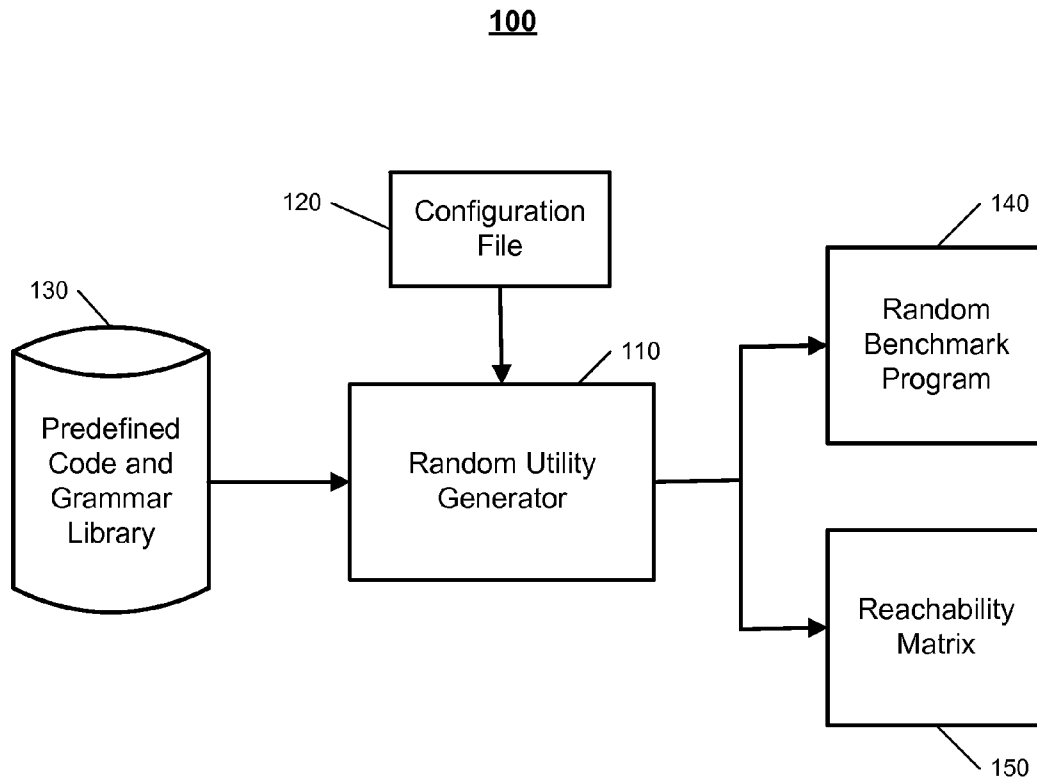 100
120
Configuration
File
140
Random
Benchmark
Program
130
Predefined
Code and
Grammar
Library
110
Random Utility
Generator
Reachability
Matrix
150